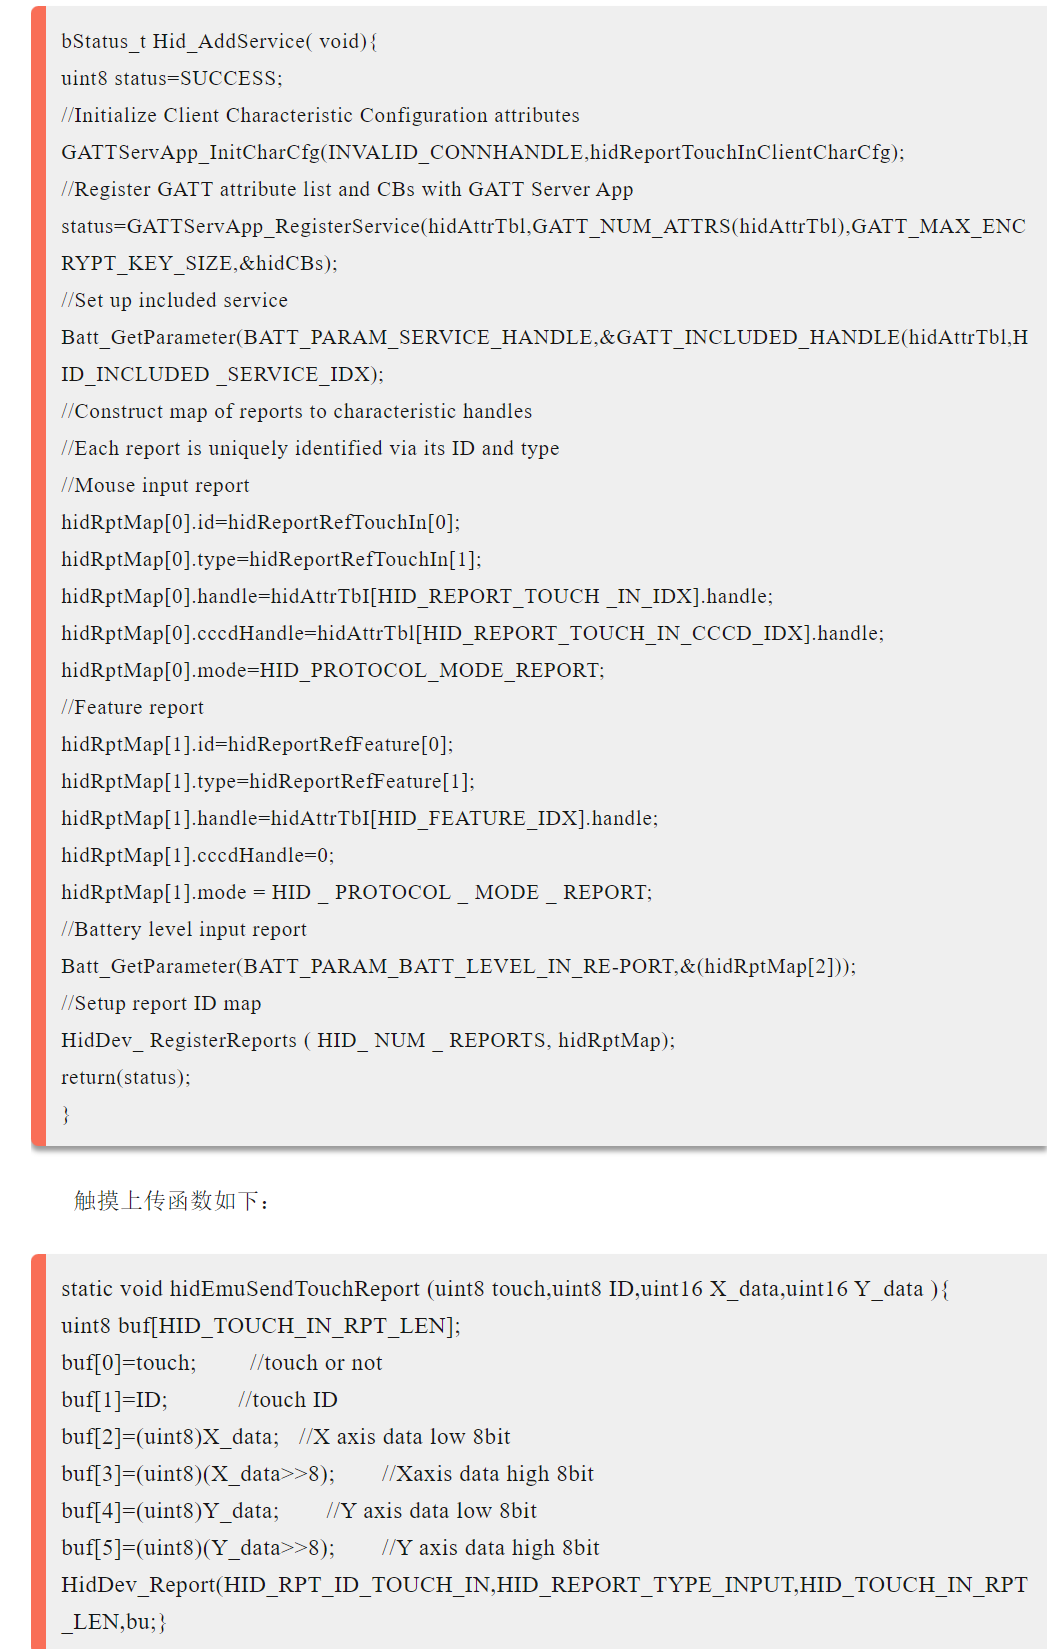 bStatus_t Hid_AddService( void){
uint8 status=SUCCESS;
//Initialize Client Characteristic Configuration attributes
GATTServApp_InitCharCfg(INVALID_CONNHANDLE,hidReportTouchInClientCharCfg);
//Register GATT attribute list and CBs with GATT Server App
status=GATTServApp_RegisterService(hidAttrTbl,GATT_NUM_ATTRS(hidAttrTbl),GATT_MAX_ENC
RYPT_KEY_SIZE,&hidCBs);
//Set up included service
Batt_GetParameter(BATT_PARAM_SERVICE_HANDLE,&GATT_INCLUDED_HANDLE(hidAttrTbl,H
ID_INCLUDED _SERVICE_IDX);
//Construct map of reports to characteristic handles
//Each report is uniquely identified via its ID and type
//Mouse input report
hidRptMap[0].id=hidReportRefTouchIn[0];
hidRptMap[0].type=hidReportRefTouchIn[1];
hidRptMap[0].handle=hidAttrTbI[HID_REPORT_TOUCH _IN_IDX].handle;
hidRptMap[0].cccdHandle=hidAttrTbl[HID_REPORT_TOUCH_IN_CCCD_IDX].handle;
hidRptMap[0].mode=HID_PROTOCOL_MODE_REPORT;
//Feature report
hidRptMap[1].id=hidReportRefFeature[0];
hidRptMap[1].type=hidReportRefFeature[1];
hidRptMap[1].handle=hidAttrTbI[HID_FEATURE_IDX].handle;
hidRptMap[1].cccdHandle=0;
hidRptMap[1].mode = HID _ PROTOCOL _ MODE _ REPORT;
//Battery level input report
Batt_GetParameter(BATT_PARAM_BATT_LEVEL_IN_RE-PORT,&(hidRptMap[2]));
//Setup report ID map
HidDev_ RegisterReports ( HID_ NUM _ REPORTS, hidRptMap);
return(status);
}
触摸上传函数如下：
static void hidEmuSendTouchReport (uint8 touch,uint8 ID,uint16 X_data,uint16 Y_data ){
uint8 buf[HID_TOUCH_IN_RPT_LEN];
buf[0]=touch; //touch or not
buf[1]=ID; //touch ID
buf[2]=(uint8)X_data; //X axis data low 8bit
buf[3]=(uint8)(X_data>>8); //Xaxis data high 8bit
buf[4]=(uint8)Y_data; //Y axis data low 8bit
buf[5]=(uint8)(Y_data>>8); //Y axis data high 8bit
HidDev_Report(HID_RPT_ID_TOUCH_IN,HID_REPORT_TYPE_INPUT,HID_TOUCH_IN_RPT
_LEN,bu;}